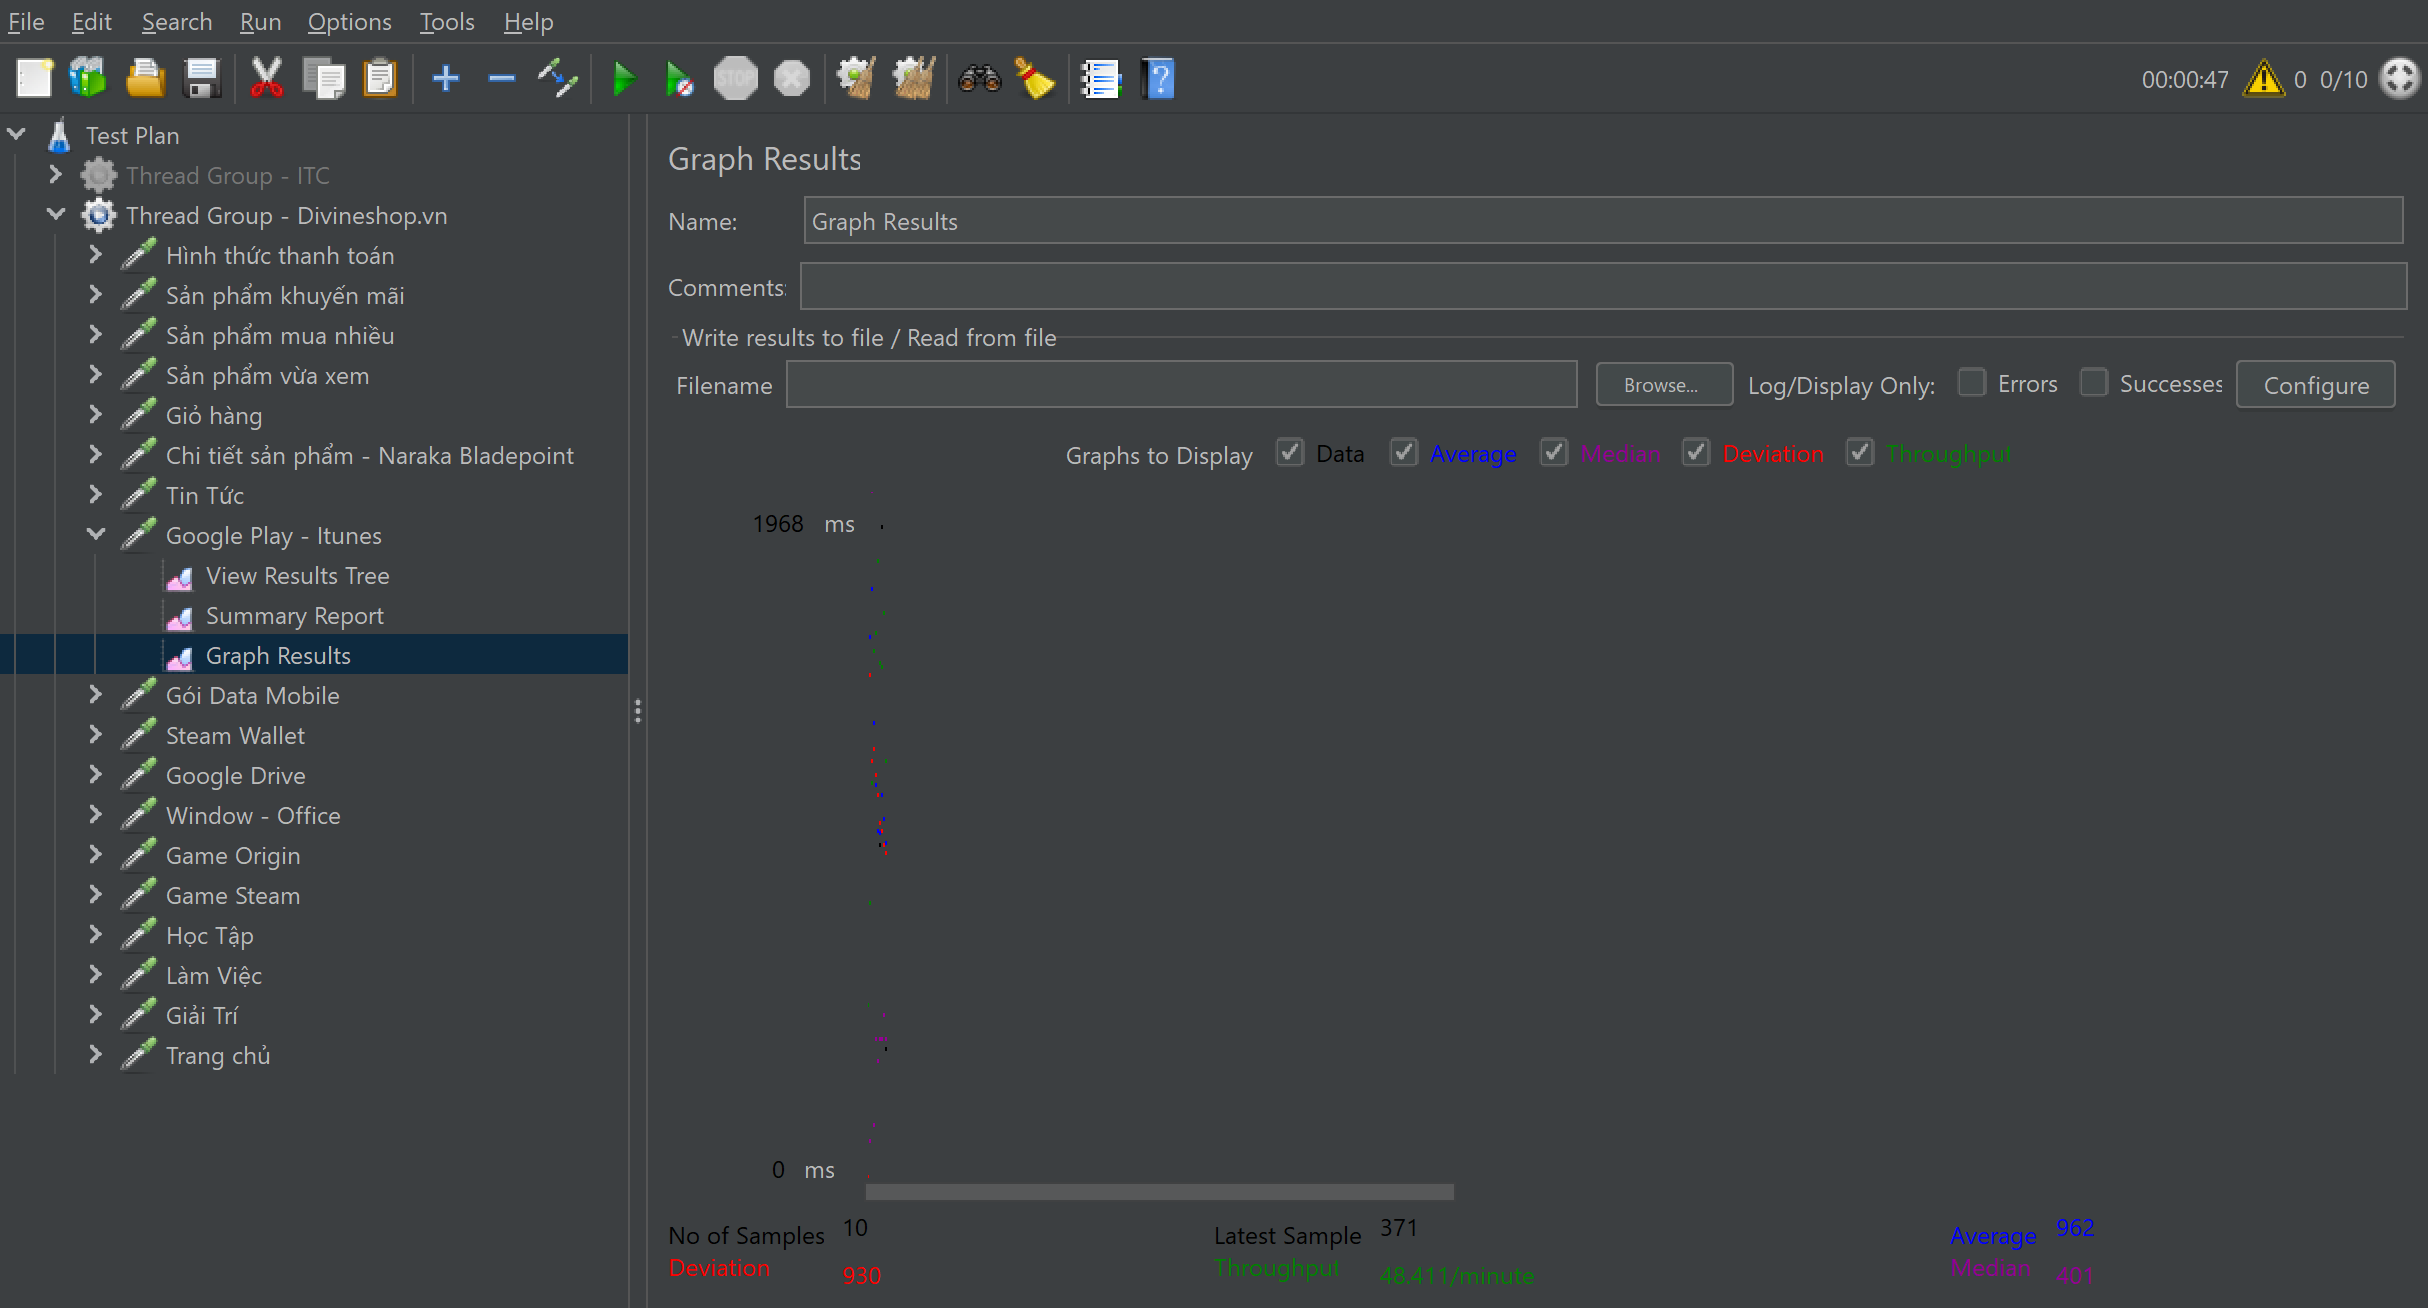 File Edit Search Run Options Tools Help
STOP
00:00:47 0 0/10
Test Plan
Thread Group - ITC
Thread Group - Divineshop.vn
Hình thức thanh toán
Sản phẩm khuyến mãi
Sản phẩm mua nhiều
Sản phẩm vừa xem
Giỏ hàng
Chi tiết sản phẩm - Naraka Bladepoint
Tin Tức
Google Play - Itunes
View Results Tree
Summary Report
Graph Results
Gói Data Mobile
Steam Wallet
Google Drive
Window - Office
Game Origin
Game Steam
Học Tập
Làm Việc
Giải Trí
Trang chủ
Graph Results
Name: Graph Results
Comments:
Write results to file / Read from file
Filename Browse... Log/Display Only: Errors Successes Configure
Graphs to Display Data Average Median Deviation Throughput
1968 ms
0 ms
No of Samples 10 Latest Sample 371 Average 962
Deviation 930 Throughput 48.411/minute Median 401